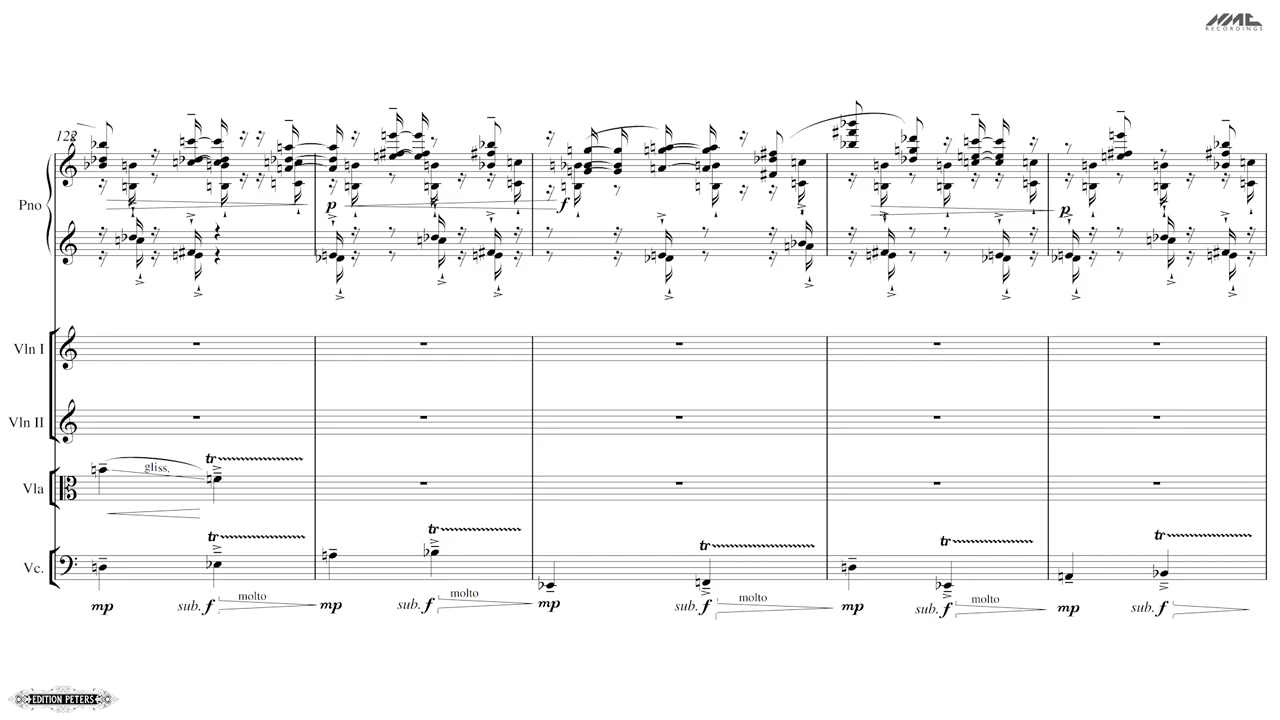 NMC
RECORDINGS
128
Pno
p
f
p
Vln I
Vln II
gliss.
tr
Vla
tr
tr
tr
tr
tr
Vc.
mp sub. f molto mp sub. f molto mp sub. f molto mp sub. f molto mp sub. f
EDITION PETERS